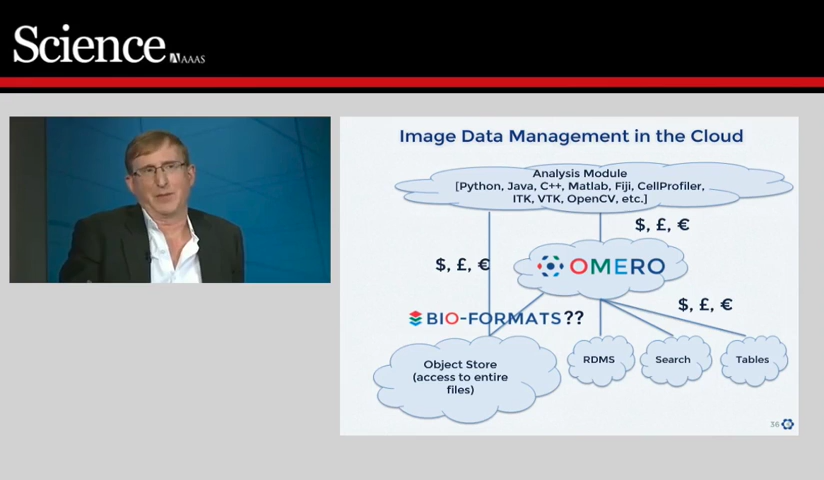 Science
AAAS
Image Data Management in the Cloud
Analysis Module
[Python, Java, C++, Matlab, Fiji, CellProfiler,
ITK, VTK, OpenCV, etc.]
$, £, €
$, £, €
OMERO
$, £, €
BIO-FORMATS??
Object Store
(access to entire
files)
RDMS
Search
Tables
36